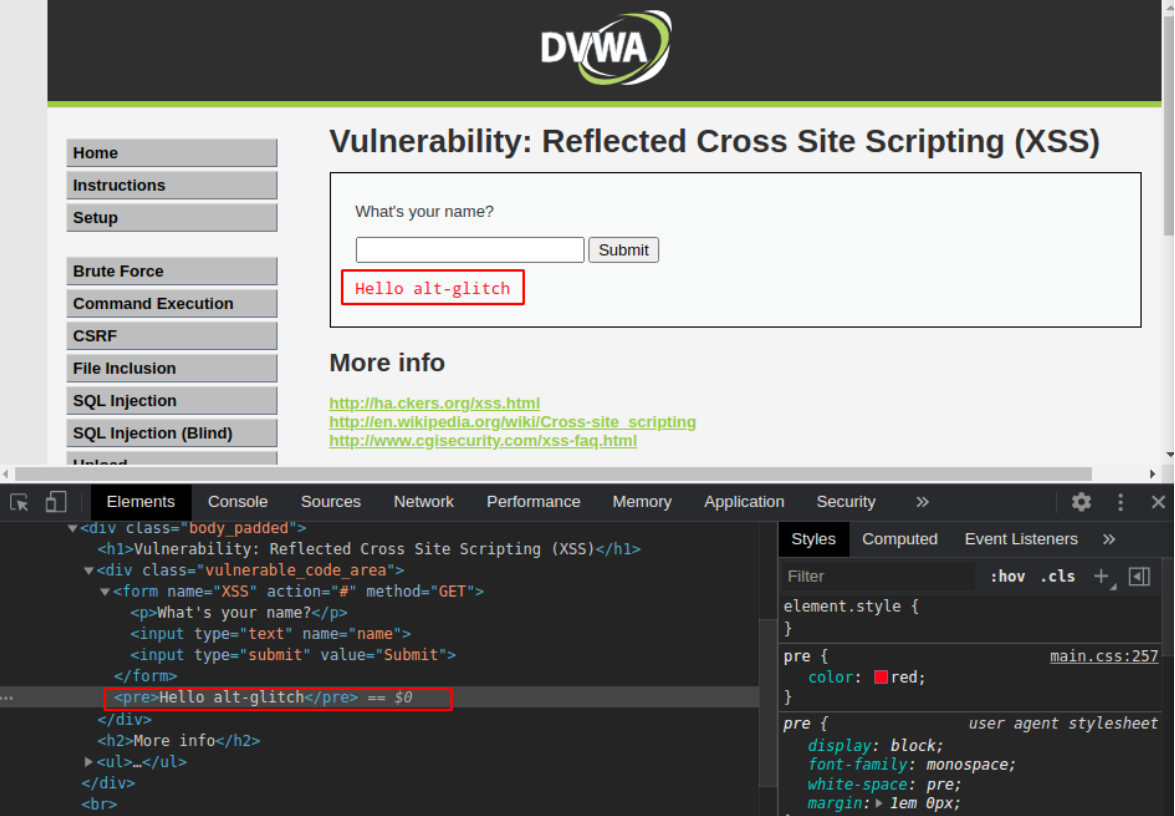 DVWA
Home
Instructions
Setup
Brute Force
Command Execution
CSRF
File Inclusion
SQL Injection
SQL Injection (Blind)
Upload
Vulnerability: Reflected Cross Site Scripting (XSS)
What's your name?
Submit
Hello alt-glitch
More info
http://ha.ckers.org/xss.html
http://en.wikipedia.org/wiki/Cross-site_scripting
http://www.cgisecurity.com/xss-faq.html
Elements Console Sources Network Performance Memory Application Security »
▼<div class="body_padded">
<h1>Vulnerability: Reflected Cross Site Scripting (XSS)</h1>
▼<div class="vulnerable_code_area">
▼<form name="XSS" action="#" method="GET">
<p>What's your name?</p>
<input type="text" name="name">
<input type="submit" value="Submit">
</form>
<pre>Hello alt-glitch</pre> == $0
</div>
<h2>More info</h2>
▶<ul>…</ul>
</div>
<br>
Styles Computed Event Listeners »
Filter :hov .cls +
element.style {
}
pre { main.css:257
color: red;
}
pre { user agent stylesheet
display: block;
font-family: monospace;
white-space: pre;
margin:▶ 1em 0px;